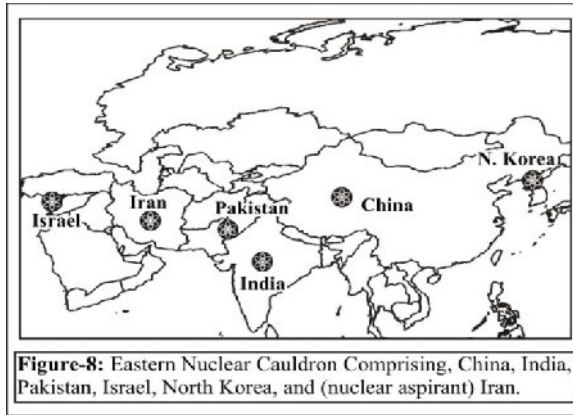 N. Korea
Iran
Pakistan
China
Israel
India
Figure-8: Eastern Nuclear Cauldron Comprising, China, India,
Pakistan, Israel, North Korea, and (nuclear aspirant) Iran.